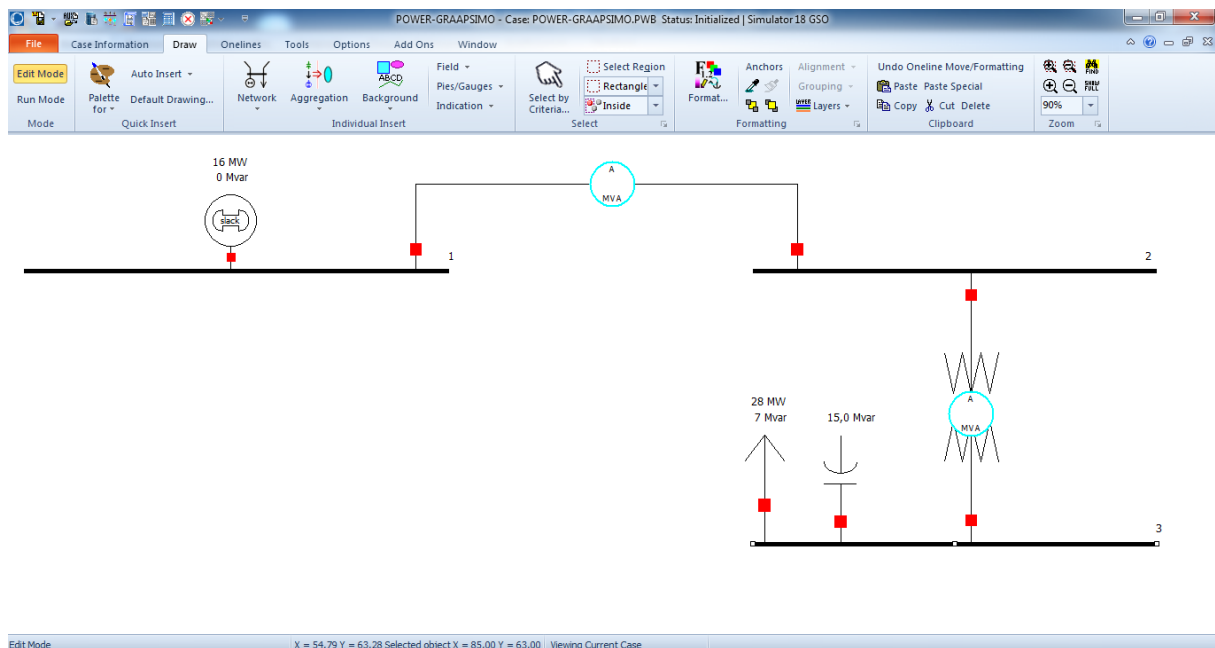 POWER-GRAAPSIMO - Case: POWER-GRAAPSIMO.PWB Status: Initialized | Simulator 18 GSO
File Case Information Draw Onelines Tools Options Add Ons Window
Edit Mode
Run Mode
Mode
Palette for
Auto Insert
Default Drawing...
Quick Insert
Network
Aggregation
ABCD
Background
Field
Pies/Gauges
Indication
Individual Insert
Select by Criteria...
Select Region
Rectangle
Inside
Select
Format...
Anchors
Alignment
Grouping
Layers
Formatting
Undo Oneline Move/Formatting
Paste Paste Special
Copy Cut Delete
Clipboard
FIND
FULL
90%
Zoom
16 MW
0 Mvar
slack
1
A
MVA
2
28 MW
7 Mvar
15,0 Mvar
A
MVA
3
Edit Mode
X = 54.79 Y = 63.28 Selected object X = 85.00 Y = 63.00 Viewing Current Case